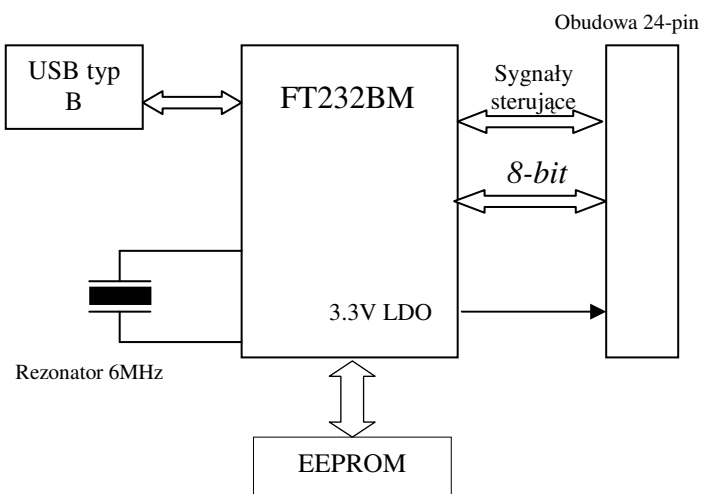 Obudowa 24-pin
USB typ
B
FT232BM
Sygnały
sterujące
8-bit
3.3V LDO
Rezonator 6MHz
EEPROM